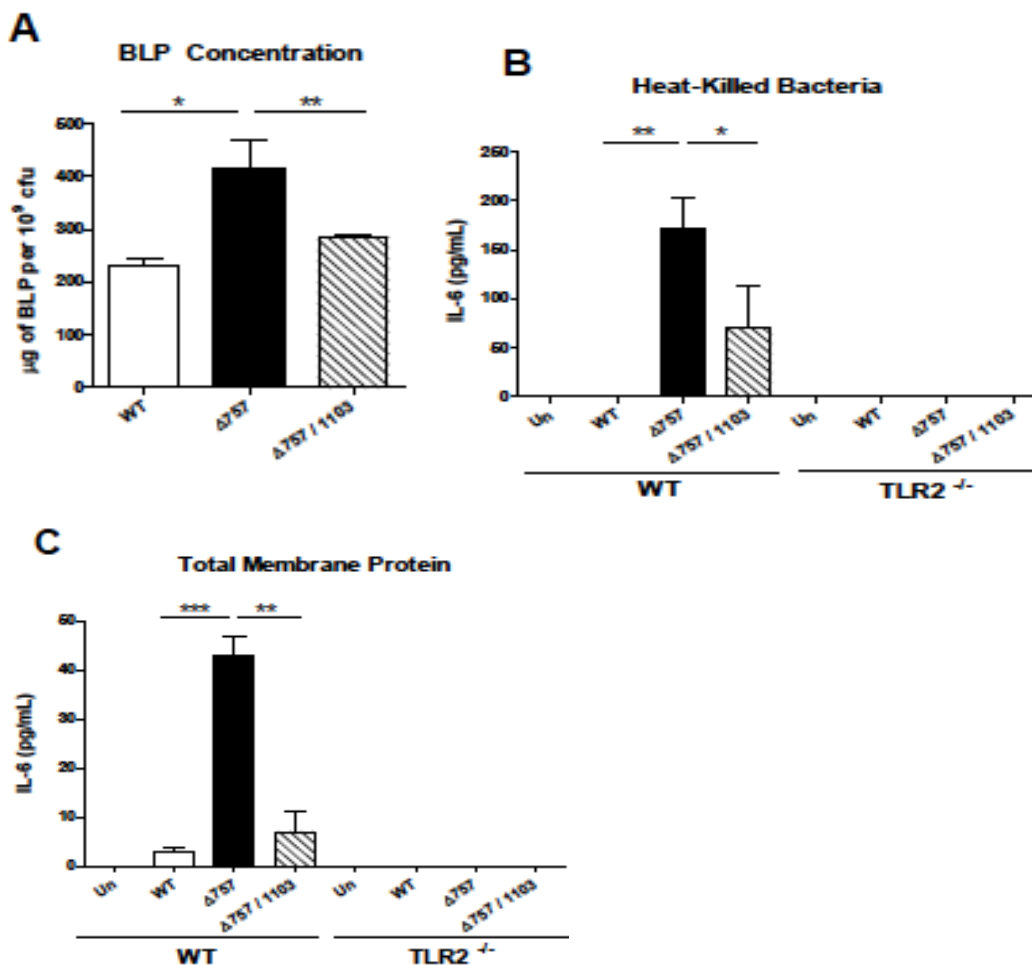 A
BLP Concentration
* **
µg of BLP per 10⁹ cfu
500
400
300
200
100
0
WT Δ757 Δ757 / 1103
B
Heat-Killed Bacteria
** *
IL-6 (pg/mL)
250
200
150
100
50
0
Un WT Δ757 Δ757 / 1103 Un WT Δ757 Δ757 / 1103
WT TLR2 -/-
C
Total Membrane Protein
*** **
IL-6 (pg/mL)
50
40
30
20
10
0
Un WT Δ757 Δ757 / 1103 Un WT Δ757 Δ757 / 1103
WT TLR2 -/-